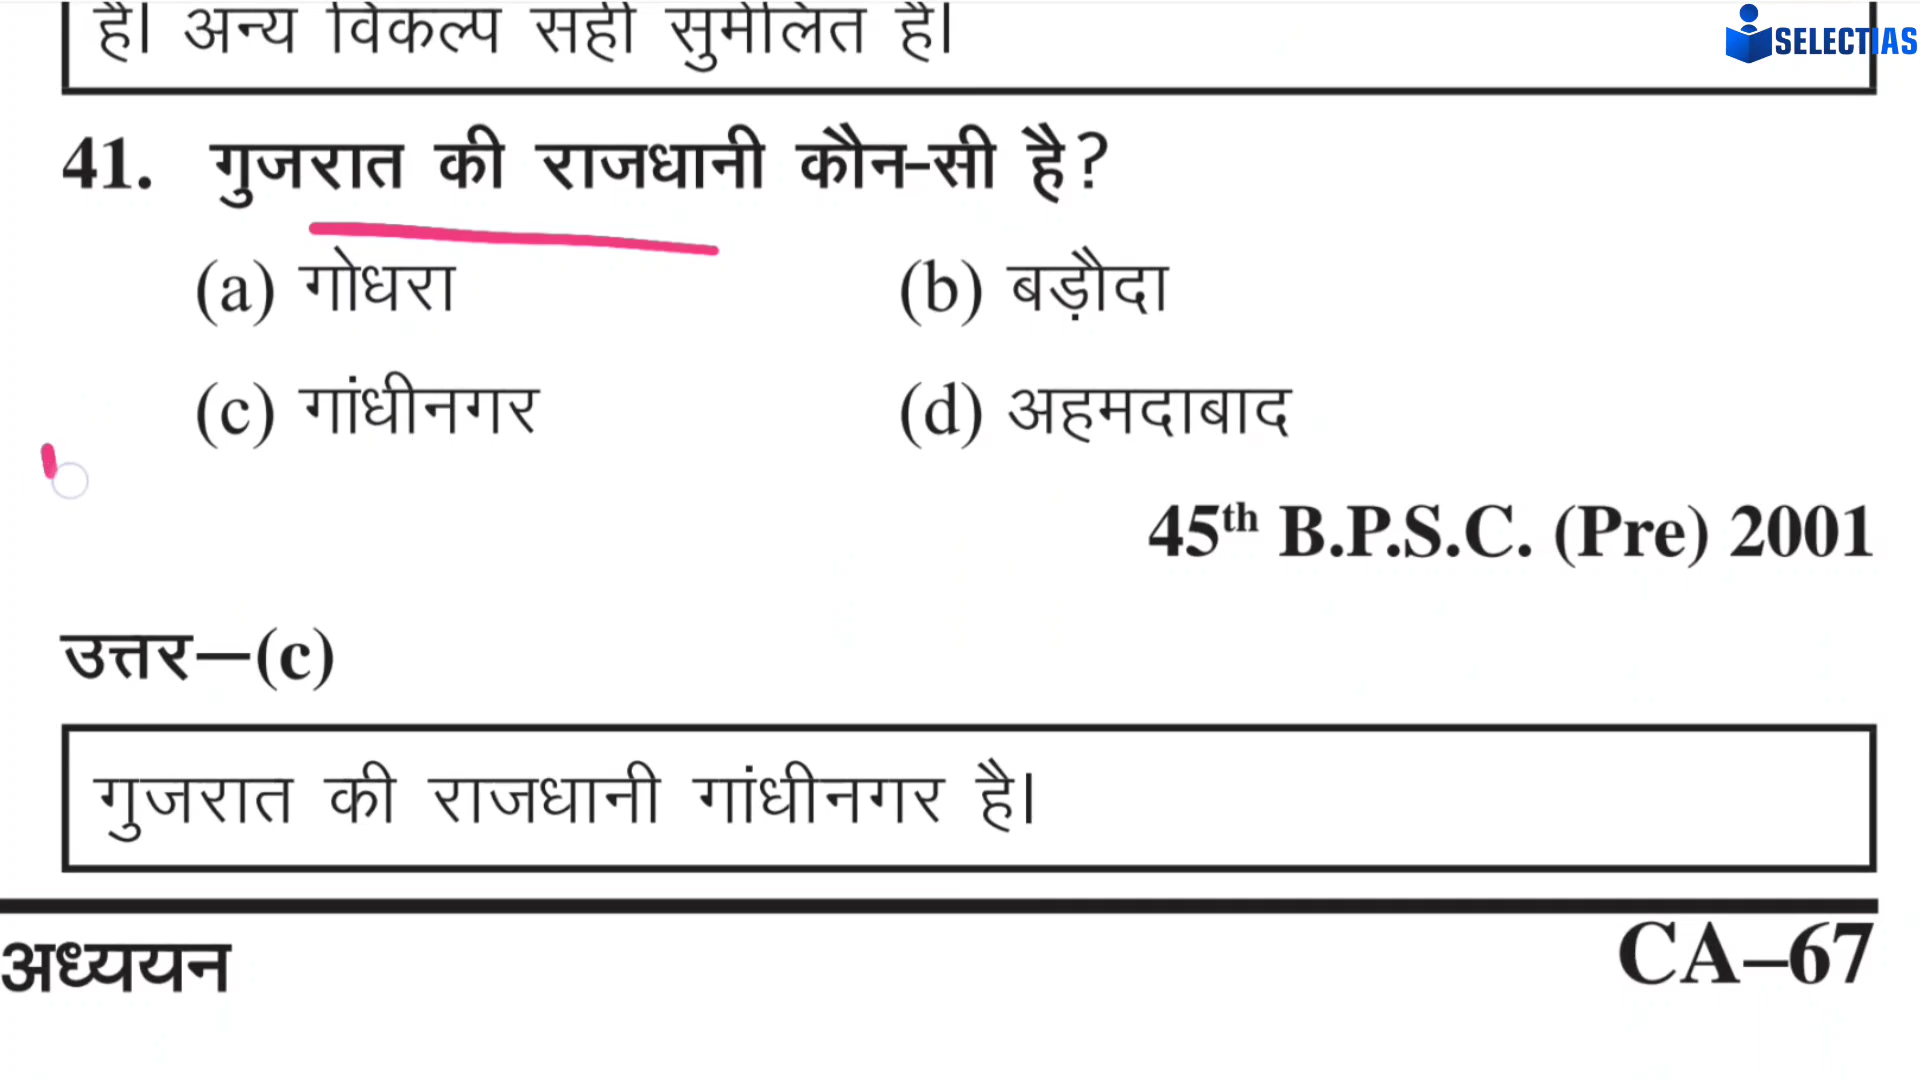 है। अन्य विकल्प सही सुमेलित हैं।
SELECTIAS
41. गुजरात की राजधानी कौन-सी है?
(a) गोधरा (b) बड़ौदा
(c) गांधीनगर (d) अहमदाबाद
45th B.P.S.C. (Pre) 2001
उत्तर—(c)
गुजरात की राजधानी गांधीनगर है।
अध्ययन CA–67